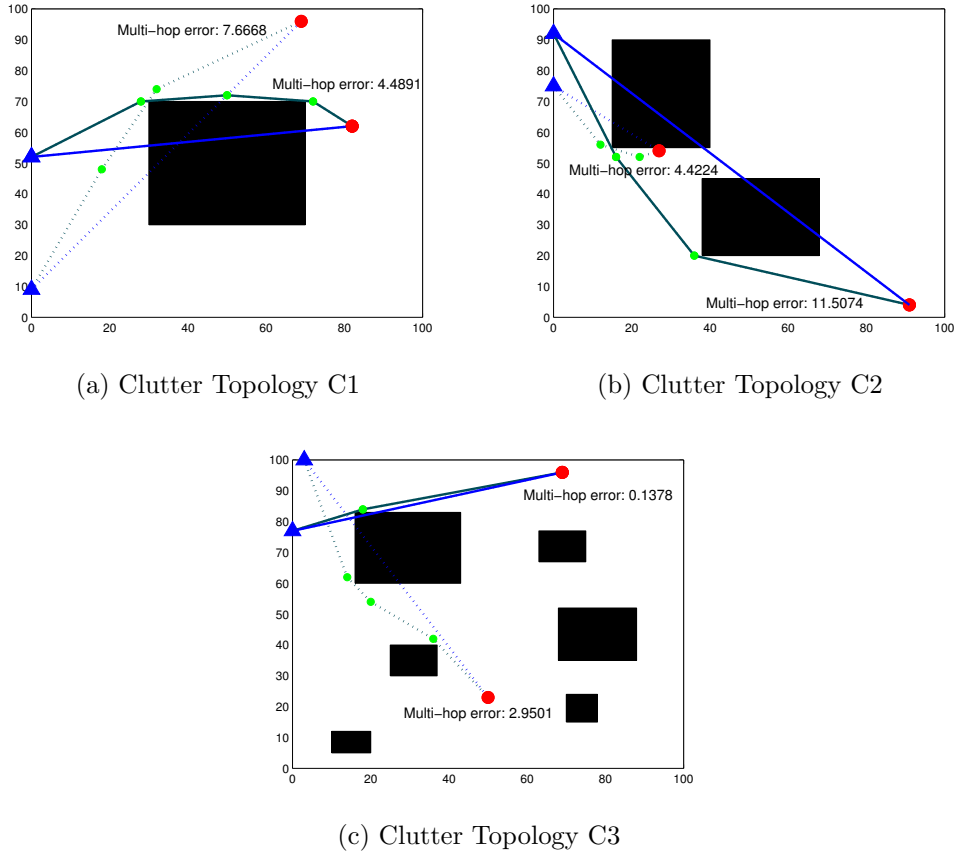 100
90
80
70
60
50
40
30
20
10
0
0 20 40 60 80 100
Multi−hop error: 7.6668
Multi−hop error: 4.4891
(a) Clutter Topology C1
100
90
80
70
60
50
40
30
20
10
0
0 20 40 60 80 100
Multi−hop error: 4.4224
Multi−hop error: 11.5074
(b) Clutter Topology C2
100
90
80
70
60
50
40
30
20
10
0
0 20 40 60 80 100
Multi−hop error: 0.1378
Multi−hop error: 2.9501
(c) Clutter Topology C3